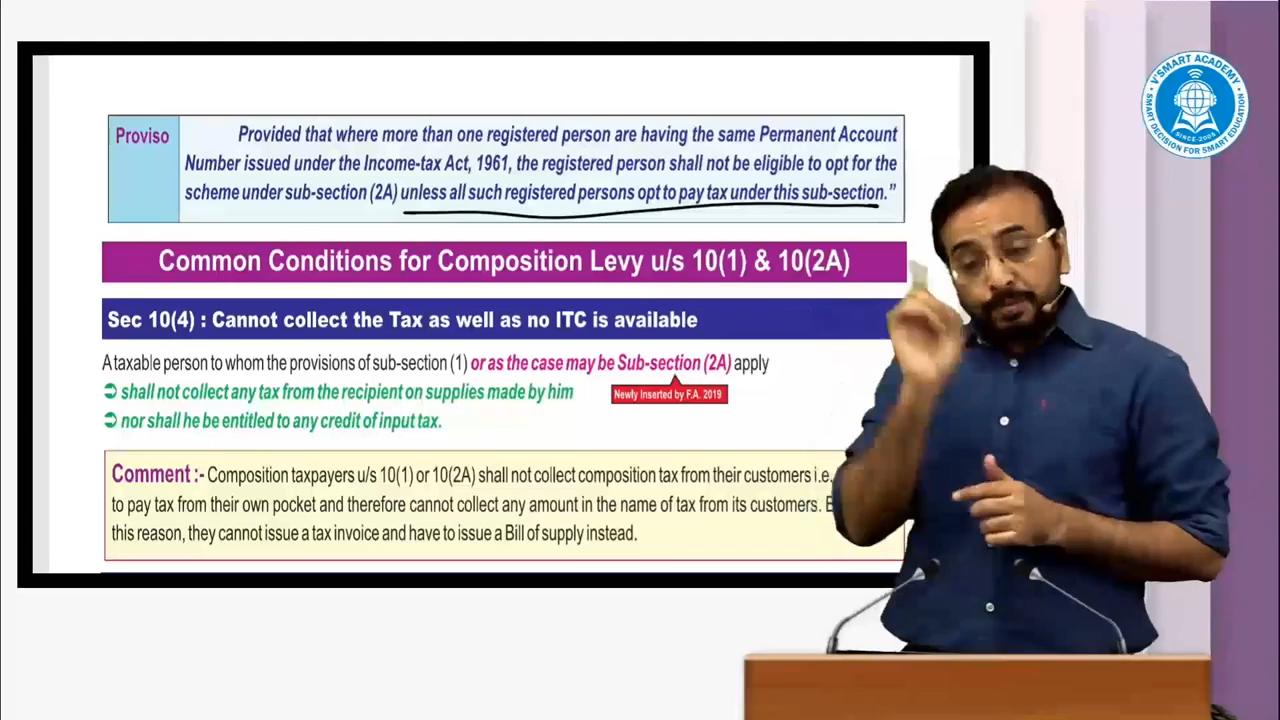 Proviso
Provided that where more than one registered person are having the same Permanent Account
Number issued under the Income-tax Act, 1961, the registered person shall not be eligible to opt for the
scheme under sub-section (2A) unless all such registered persons opt to pay tax under this sub-section.”
Common Conditions for Composition Levy u/s 10(1) & 10(2A)
Sec 10(4) : Cannot collect the Tax as well as no ITC is available
A taxable person to whom the provisions of sub-section (1) or as the case may be Sub-section (2A) apply
➲ shall not collect any tax from the recipient on supplies made by him
Newly Inserted by F.A. 2019
➲ nor shall he be entitled to any credit of input tax.
Comment :- Composition taxpayers u/s 10(1) or 10(2A) shall not collect composition tax from their customers i.e.
to pay tax from their own pocket and therefore cannot collect any amount in the name of tax from its customers.
this reason, they cannot issue a tax invoice and have to issue a Bill of supply instead.
V'SMART ACADEMY
SINCE-2006
SMART DECISION FOR SMART EDUCATION